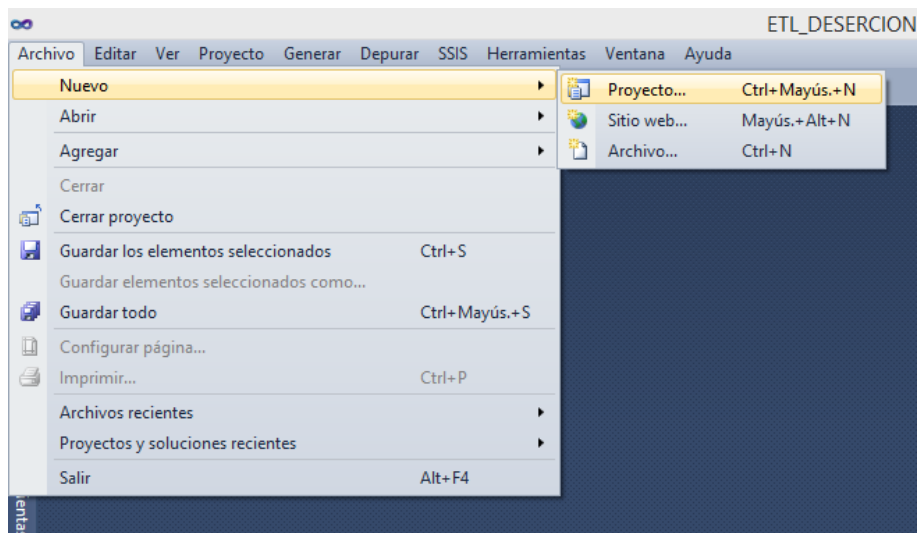 ETL_DESERCION
Archivo Editar Ver Proyecto Generar Depurar SSIS Herramientas Ventana Ayuda
Nuevo
Proyecto... Ctrl+Mayús.+N
Abrir
Sitio web... Mayús.+Alt+N
Agregar
Archivo... Ctrl+N
Cerrar
Cerrar proyecto
Guardar los elementos seleccionados Ctrl+S
Guardar elementos seleccionados como...
Guardar todo Ctrl+Mayús.+S
Configurar página...
Imprimir... Ctrl+P
Archivos recientes
Proyectos y soluciones recientes
Salir Alt+F4